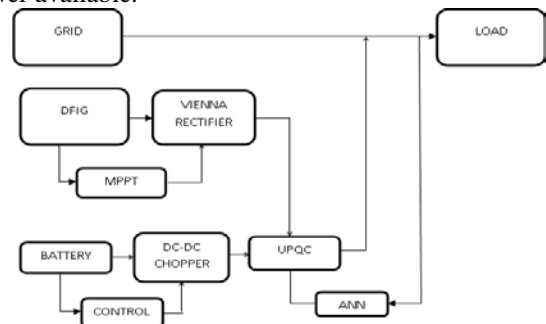 GRID
LOAD
DFIG
VIENNA
RECTIFIER
MPPT
BATTERY
DC-DC
CHOPPER
UPQC
CONTROL
ANN